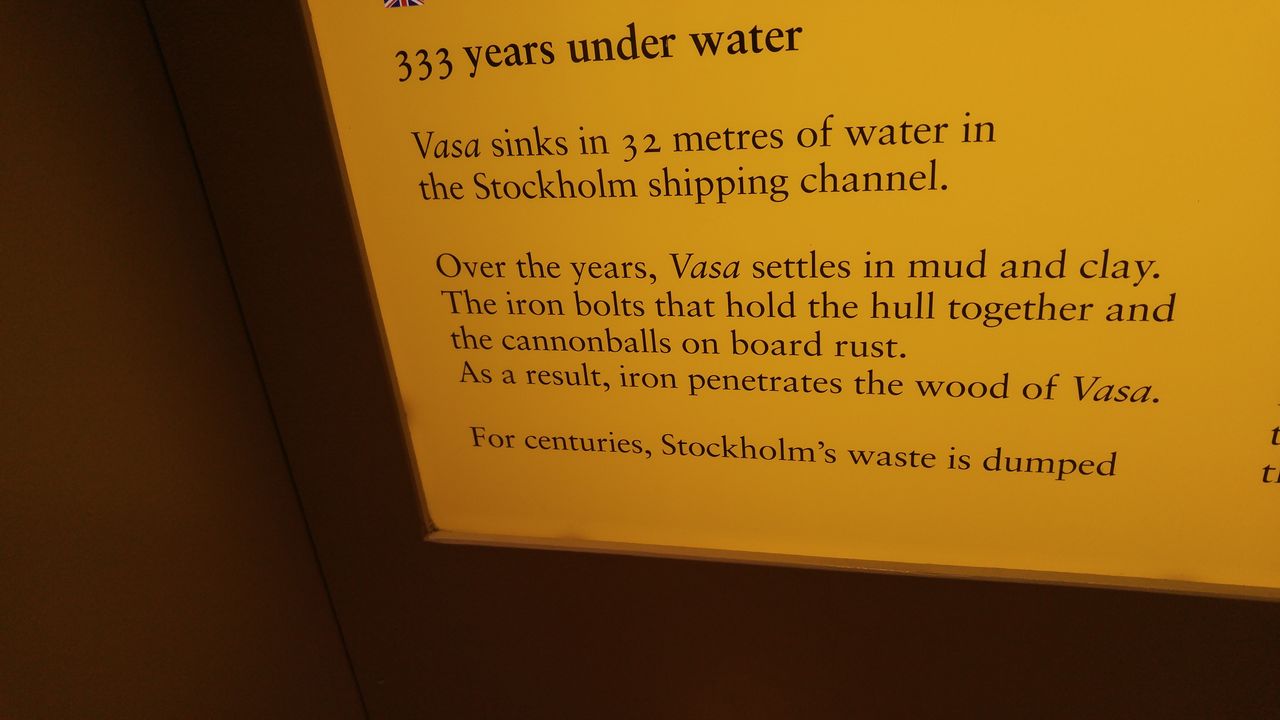 333 years under water
Vasa sinks in 32 metres of water in
the Stockholm shipping channel.
Over the years, Vasa settles in mud and clay.
The iron bolts that hold the hull together and
the cannonballs on board rust.
As a result, iron penetrates the wood of Vasa.
For centuries, Stockholm's waste is dumped